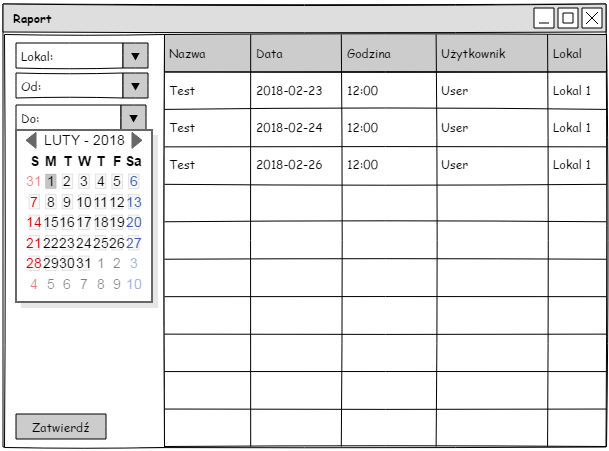 Raport
Lokal:
Od:
Do:
LUTY - 2018
S M T W T F Sa
31 1 2 3 4 5 6
7 8 9 10 11 12 13
14 15 16 17 18 19 20
21 22 23 24 25 26 27
28 29 30 31 1 2 3
4 5 6 7 8 9 10
Zatwierdź
Nazwa Data Godzina Użytkownik Lokal
Test 2018-02-23 12:00 User Lokal 1
Test 2018-02-24 12:00 User Lokal 1
Test 2018-02-26 12:00 User Lokal 1